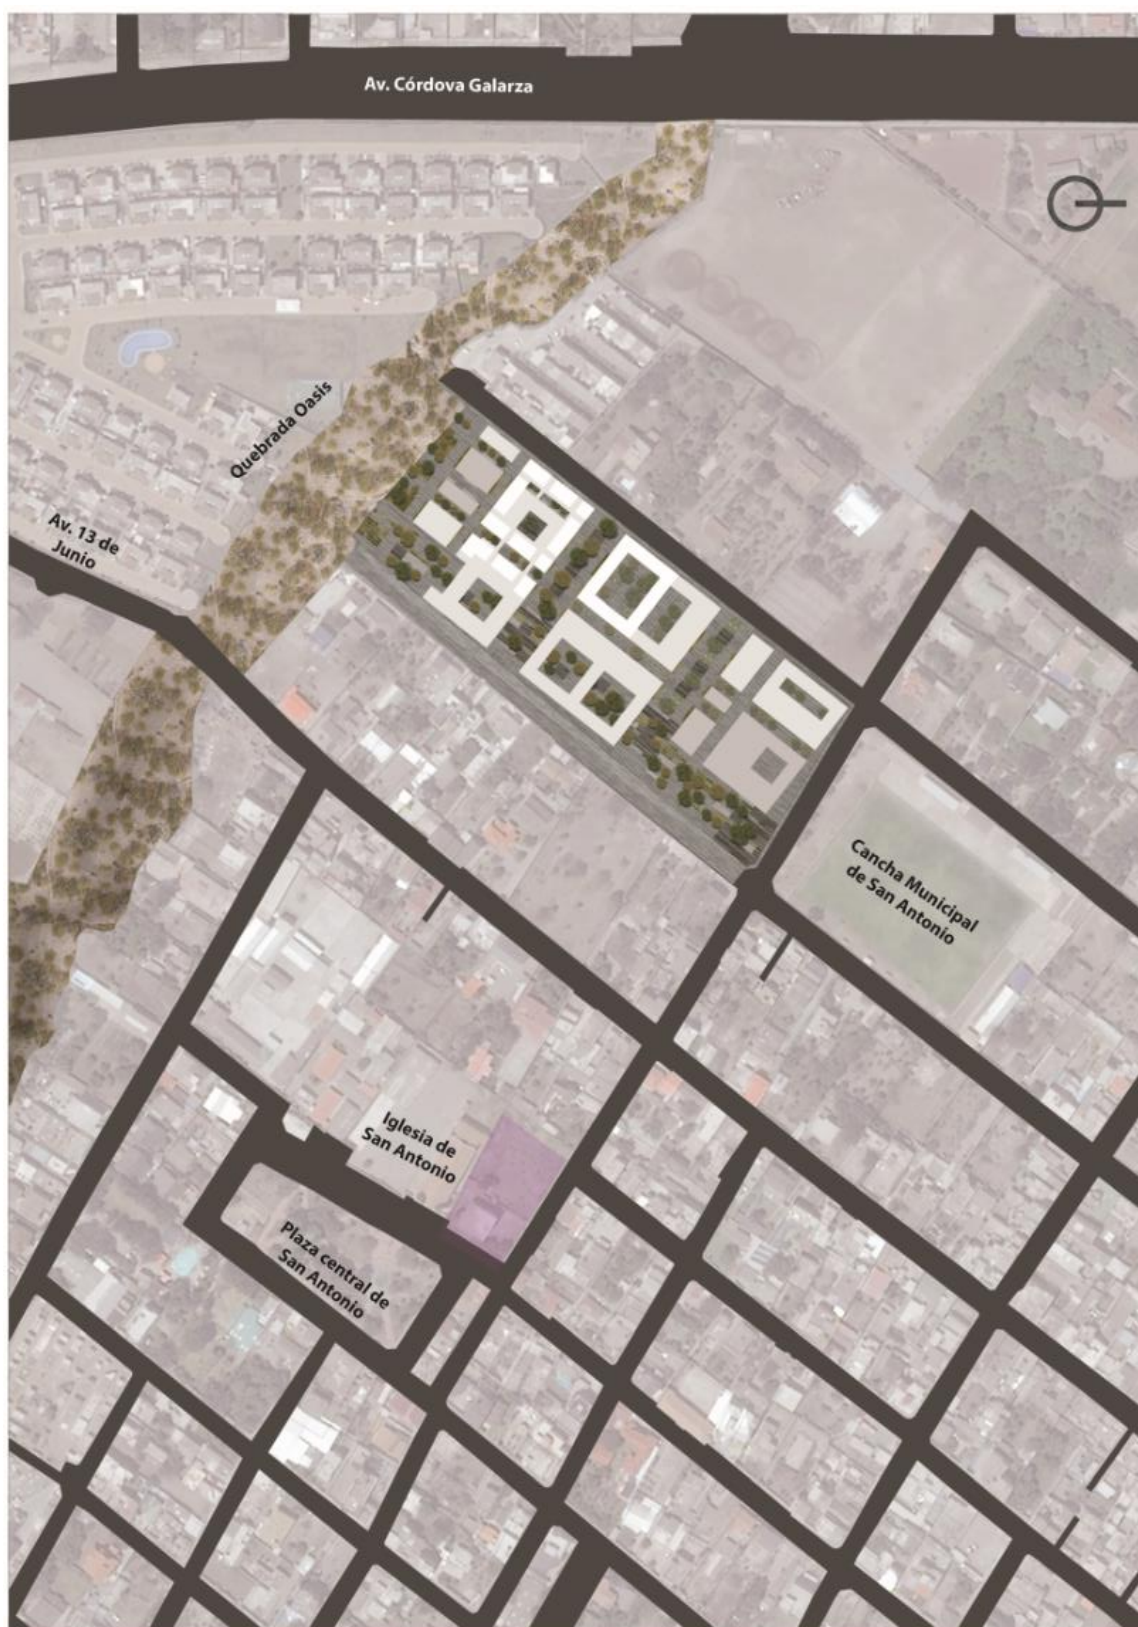 Av. Córdova Galarza
Quebrada Oasis
Av. 13 de
Junio
Cancha Municipal
de San Antonio
Iglesia de
San Antonio
Plaza central de
San Antonio